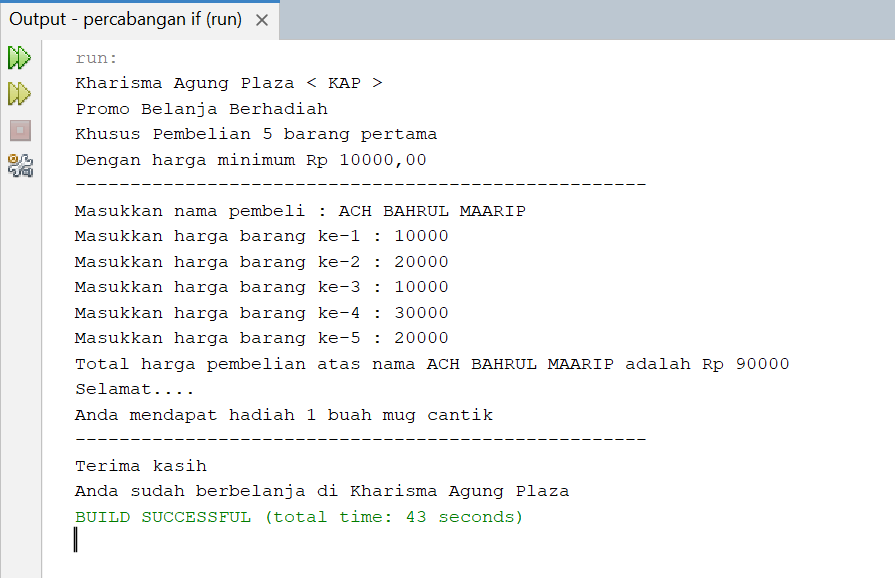 Output - percabangan if (run)
run:
Kharisma Agung Plaza < KAP >
Promo Belanja Berhadiah
Khusus Pembelian 5 barang pertama
Dengan harga minimum Rp 10000,00
----------------------------------------------------
Masukkan nama pembeli : ACH BAHRUL MAARIP
Masukkan harga barang ke-1 : 10000
Masukkan harga barang ke-2 : 20000
Masukkan harga barang ke-3 : 10000
Masukkan harga barang ke-4 : 30000
Masukkan harga barang ke-5 : 20000
Total harga pembelian atas nama ACH BAHRUL MAARIP adalah Rp 90000
Selamat....
Anda mendapat hadiah 1 buah mug cantik
----------------------------------------------------
Terima kasih
Anda sudah berbelanja di Kharisma Agung Plaza
BUILD SUCCESSFUL (total time: 43 seconds)